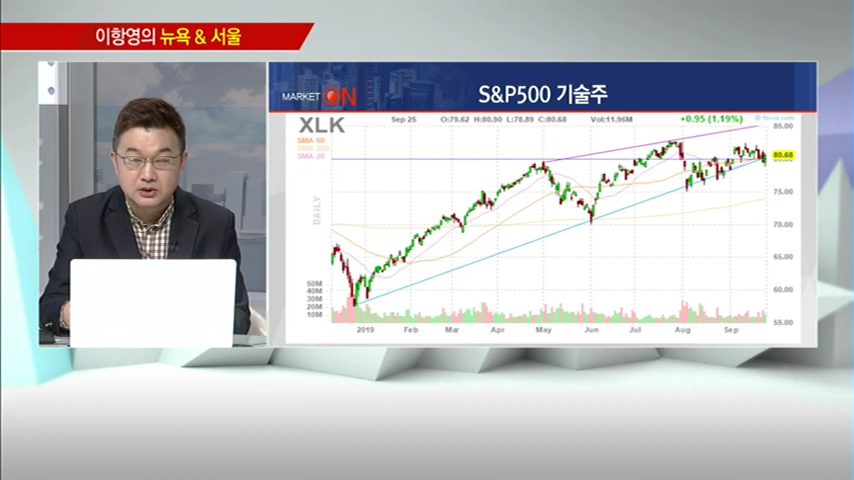 이항영의 뉴욕 & 서울
MARKET ON
S&P500 기술주
XLK
Sep 25
O:79.62 H:80.90 L:78.89 C:80.68
Vol:11.96M
+0.95 (1.19%)
SMA 50
SMA 200
SMA 20
DAILY
85.00
80.68
75.00
70.00
65.00
60.00
55.00
50M
40M
30M
20M
10M
2019 Feb Mar Apr May Jun Jul Aug Sep